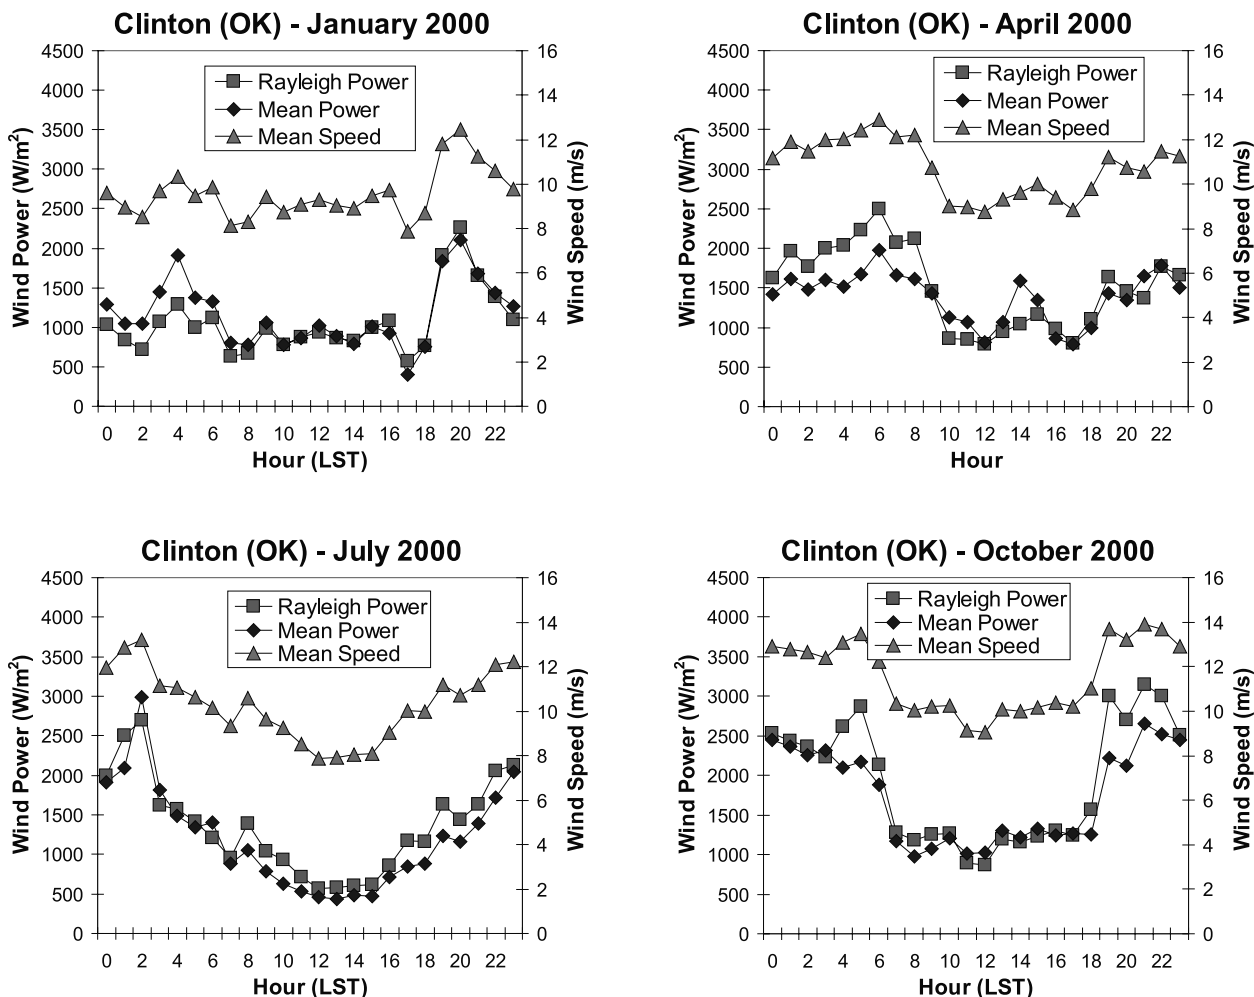 Clinton (OK) - January 2000
4500
4000
3500
3000
2500
2000
1500
1000
500
0
Wind Power (W/m²)
Rayleigh Power
Mean Power
Mean Speed
16
14
12
10
8
6
4
2
0
Wind Speed (m/s)
0 2 4 6 8 10 12 14 16 18 20 22
Hour (LST)
Clinton (OK) - April 2000
4500
4000
3500
3000
2500
2000
1500
1000
500
0
Wind Power (W/m²)
Rayleigh Power
Mean Power
Mean Speed
16
14
12
10
8
6
4
2
0
Wind Speed (m/s)
0 2 4 6 8 10 12 14 16 18 20 22
Hour
Clinton (OK) - July 2000
4500
4000
3500
3000
2500
2000
1500
1000
500
0
Wind Power (W/m²)
Rayleigh Power
Mean Power
Mean Speed
16
14
12
10
8
6
4
2
0
Wind Speed (m/s)
0 2 4 6 8 10 12 14 16 18 20 22
Hour (LST)
Clinton (OK) - October 2000
4500
4000
3500
3000
2500
2000
1500
1000
500
0
Wind Power (W/m²)
Rayleigh Power
Mean Power
Mean Speed
16
14
12
10
8
6
4
2
0
Wind Speed (m/s)
0 2 4 6 8 10 12 14 16 18 20 22
Hour (LST)